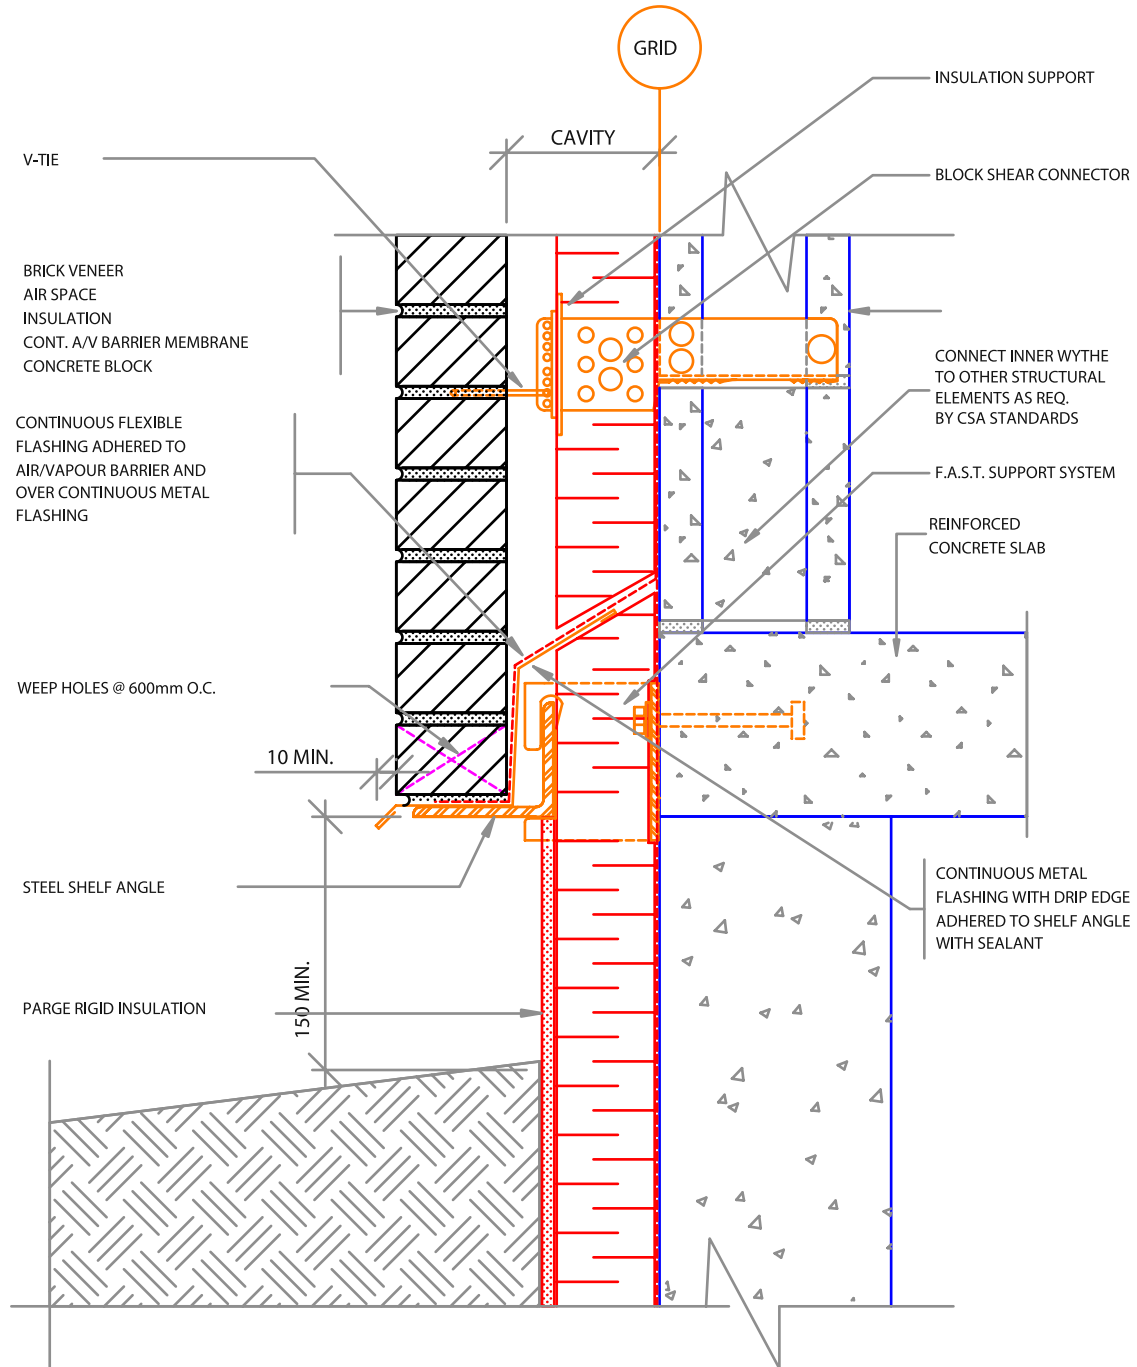 GRID
INSULATION SUPPORT
CAVITY
V-TIE
BLOCK SHEAR CONNECTOR
BRICK VENEER
AIR SPACE
INSULATION
CONT. A/V BARRIER MEMBRANE
CONCRETE BLOCK
CONNECT INNER WYTHE
TO OTHER STRUCTURAL
ELEMENTS AS REQ.
BY CSA STANDARDS
CONTINUOUS FLEXIBLE
FLASHING ADHERED TO
AIR/VAPOUR BARRIER AND
OVER CONTINUOUS METAL
FLASHING
F.A.S.T. SUPPORT SYSTEM
REINFORCED
CONCRETE SLAB
WEEP HOLES @ 600mm O.C.
10 MIN.
STEEL SHELF ANGLE
CONTINUOUS METAL
FLASHING WITH DRIP EDGE
ADHERED TO SHELF ANGLE
WITH SEALANT
150 MIN.
PARGE RIGID INSULATION